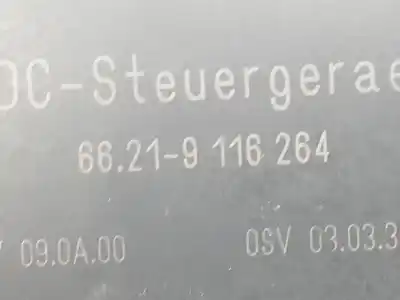 DC-Steuergerae
66.21-9 116 264
09.0A.00 OSV 03.03.3